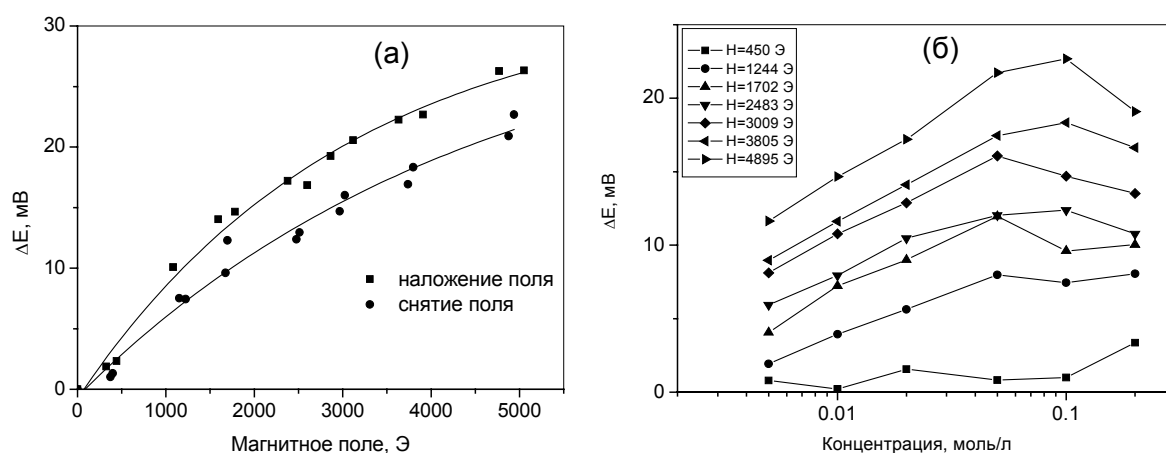 (а)
30
20
10
0
ΔE, мВ
наложение поля
снятие поля
0 1000 2000 3000 4000 5000
Магнитное поле, Э
(б)
H=450 Э
H=1244 Э
H=1702 Э
H=2483 Э
H=3009 Э
H=3805 Э
H=4895 Э
20
10
0
ΔE, мВ
0.01 0.1
Концентрация, моль/л